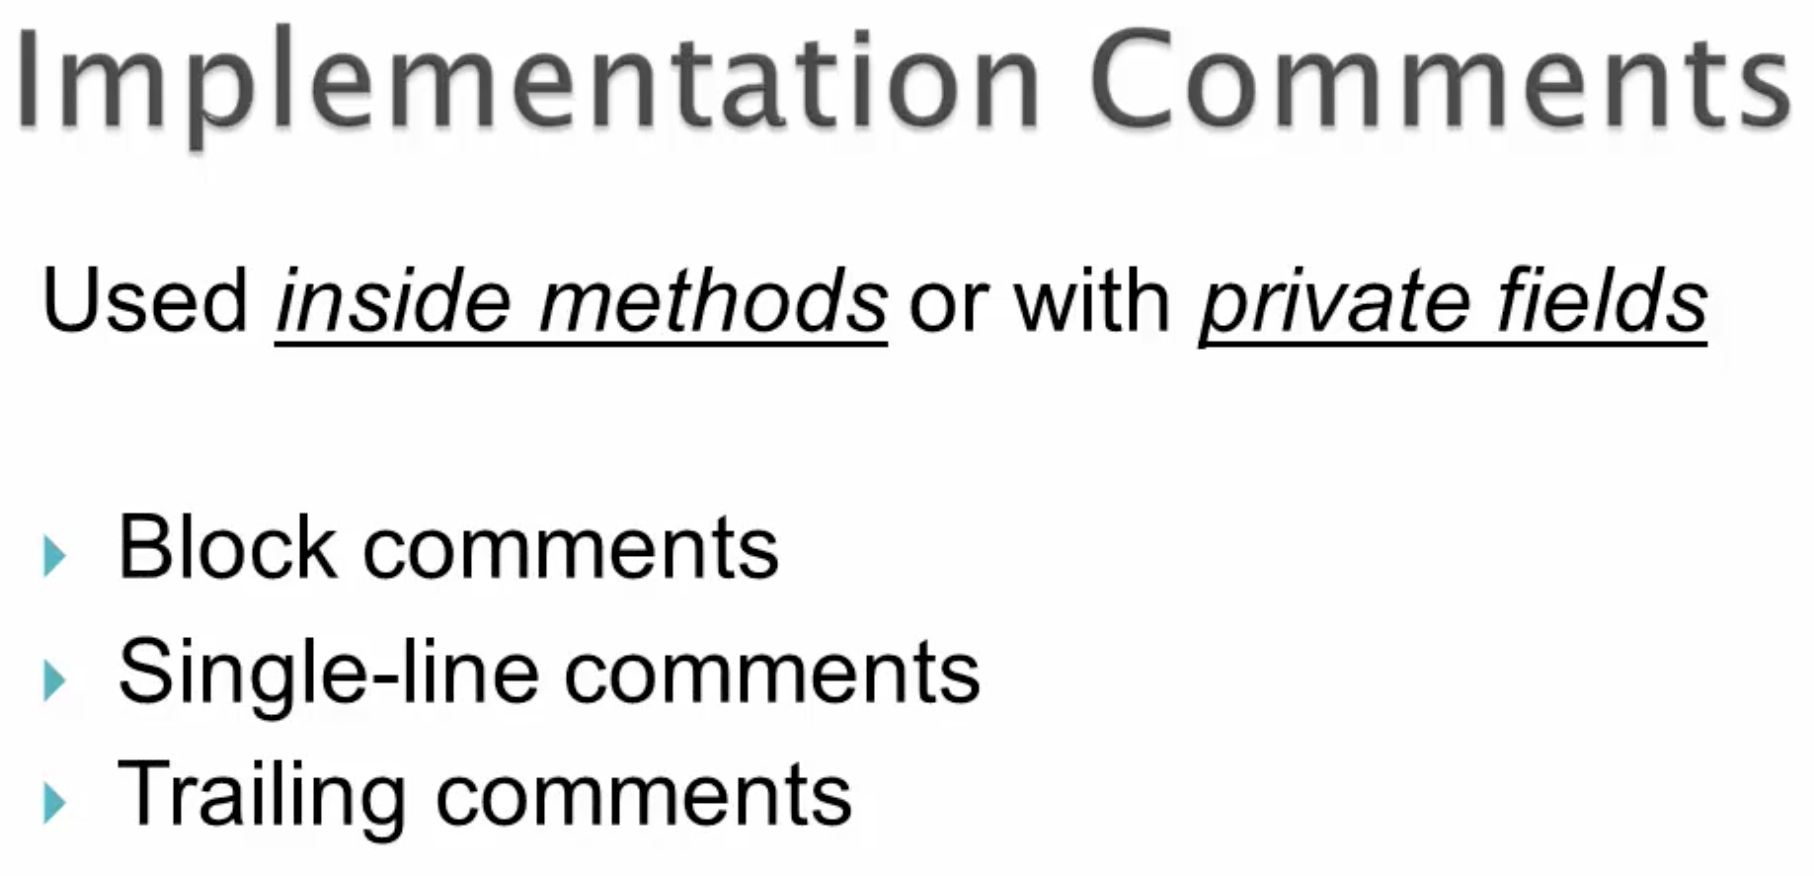 Implementation Comments
Used inside methods or with private fields
Block comments
Single-line comments
Trailing comments